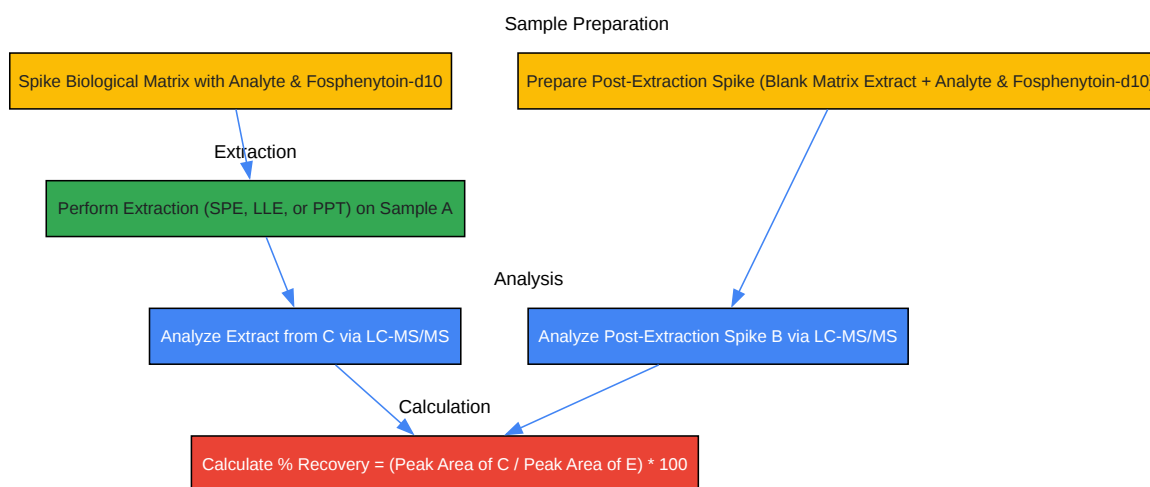 Sample Preparation
Spike Biological Matrix with Analyte & Fosphenytoin-d10
Prepare Post-Extraction Spike (Blank Matrix Extract + Analyte & Fosphenytoin-d10)
Extraction
Perform Extraction (SPE, LLE, or PPT) on Sample A
Analysis
Analyze Extract from C via LC-MS/MS
Analyze Post-Extraction Spike B via LC-MS/MS
Calculation
Calculate % Recovery = (Peak Area of C / Peak Area of E) * 100